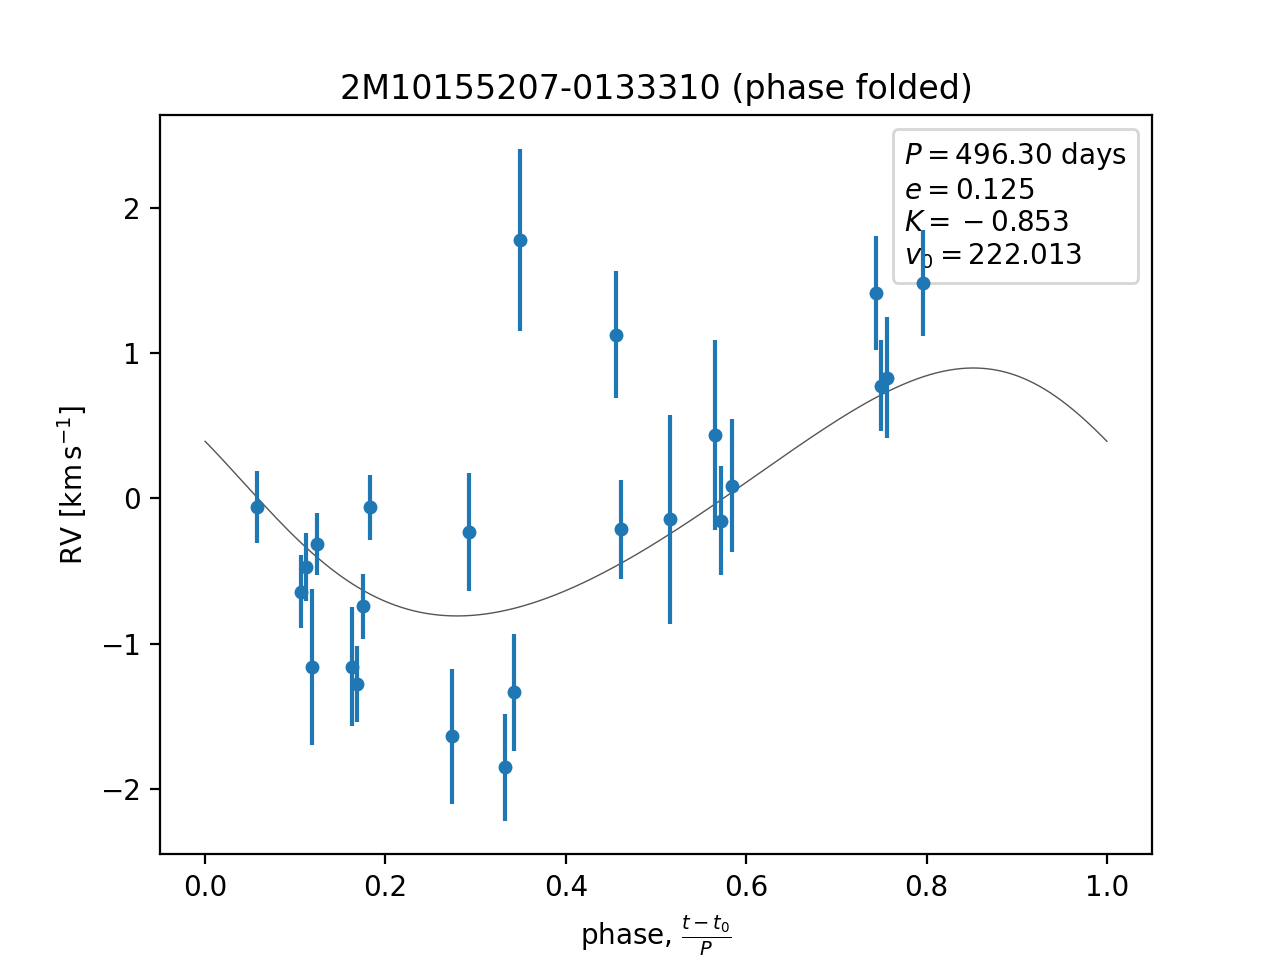 2M10155207-0133310 (phase folded)
P = 496.30 days
e = 0.125
K = −0.853
v₀ = 222.013
2
1
0
−1
−2
RV [km s⁻¹]
0.0 0.2 0.4 0.6 0.8 1.0
phase, (t − t₀)/P